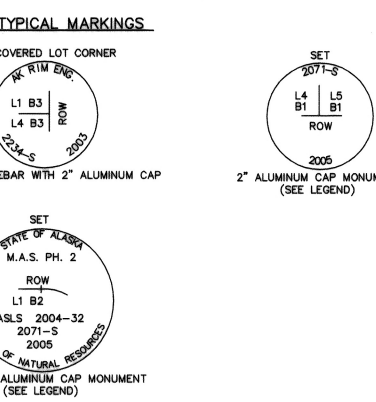 TYPICAL MARKINGS
COVERED LOT CORNER
AK RIM ENG.
L1 B3
L4 B3
ROW
2234-S
2003
EBAR WITH 2" ALUMINUM CAP
SET
2071-S
L4 L5
B1 B1
ROW
2005
2" ALUMINUM CAP MONUM
(SEE LEGEND)
SET
STATE OF ALASKA
M.A.S. PH. 2
ROW
L1 B2
ASLS 2004-32
2071-S
2005
OF NATURAL RESOURCES
ALUMINUM CAP MONUMENT
(SEE LEGEND)